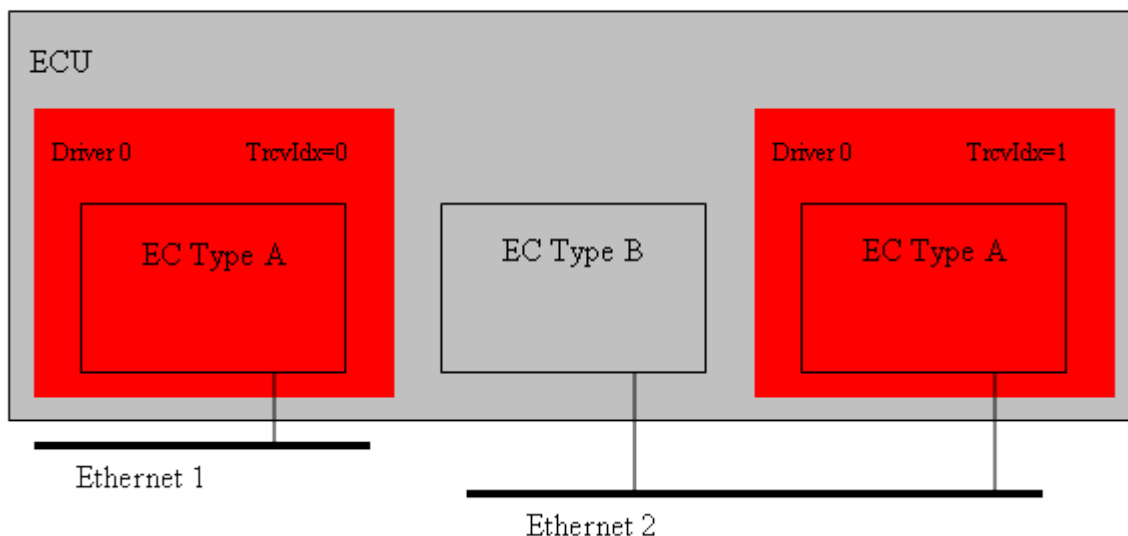 ECU
Driver 0 TrcvIdx=0
EC Type A
EC Type B
Driver 0 TrcvIdx=1
EC Type A
Ethernet 1
Ethernet 2